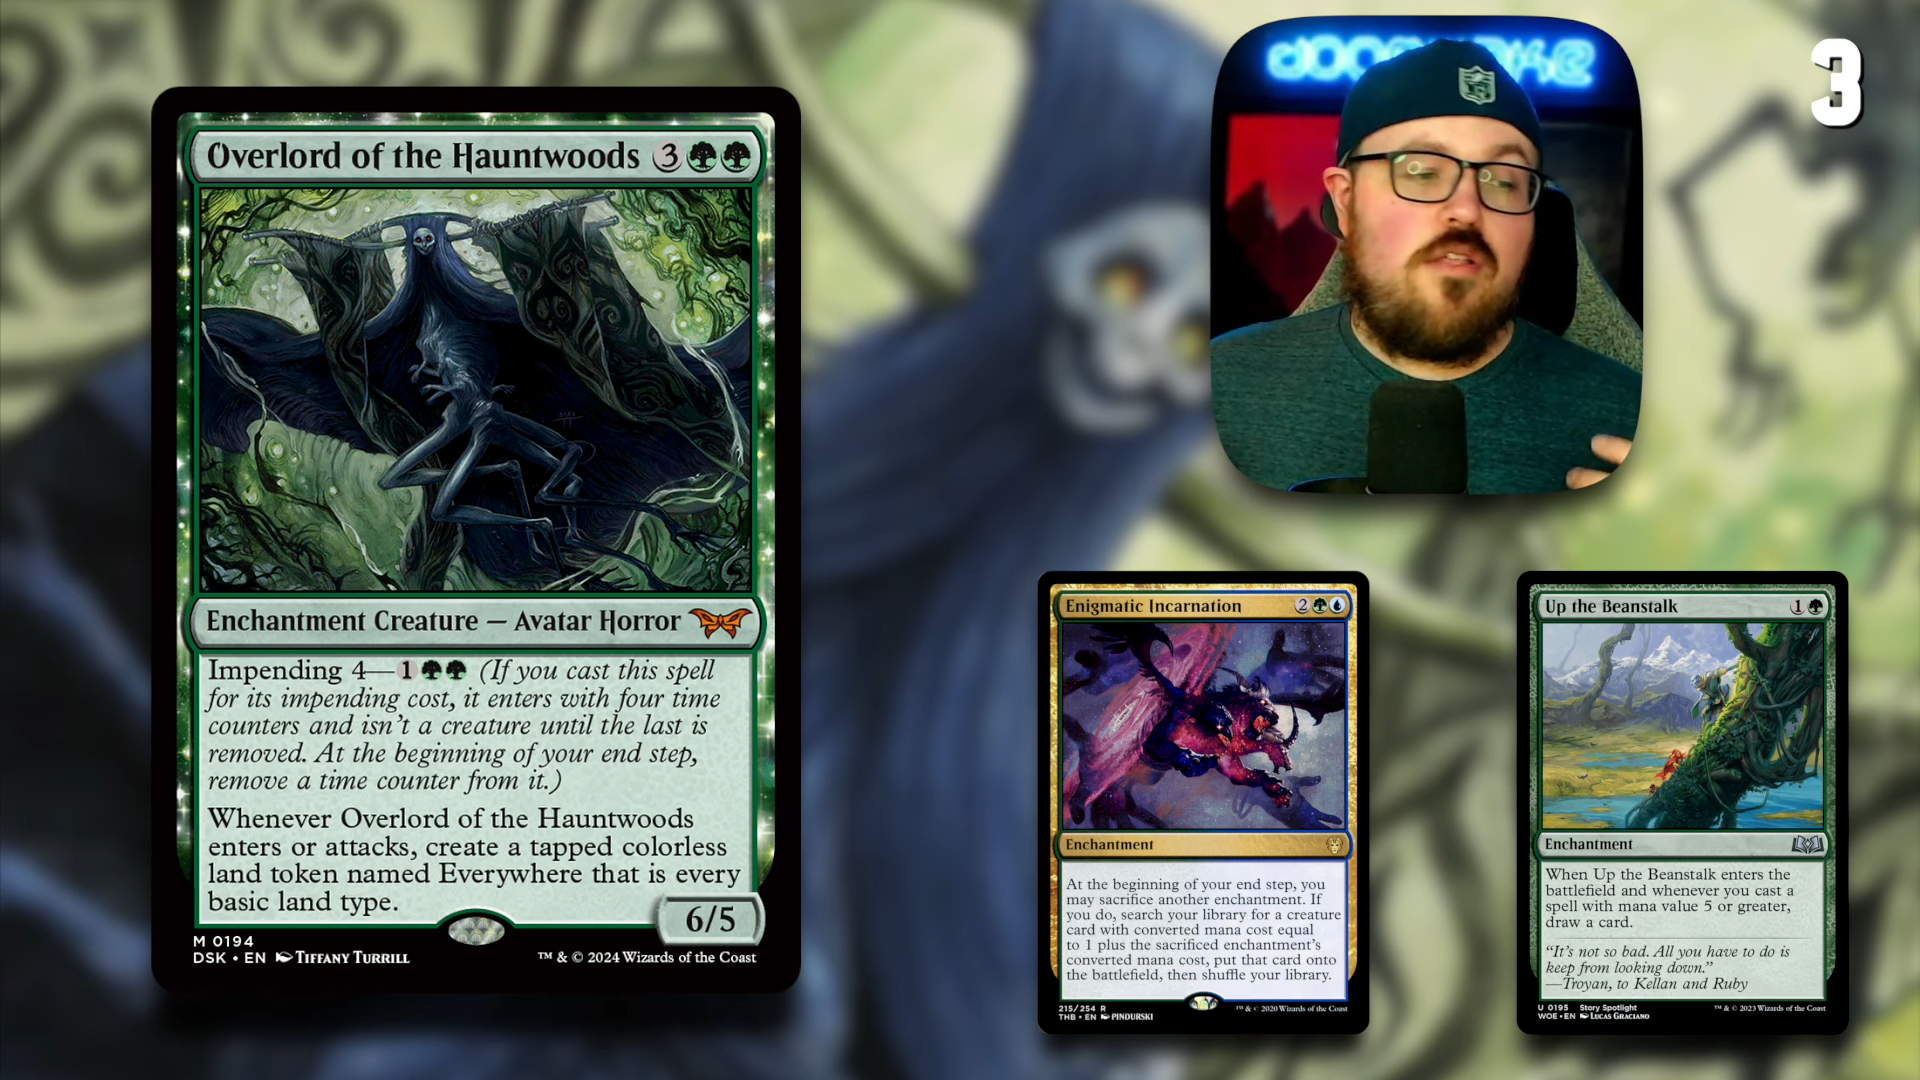 Overlord of the Hauntwoods 3
Enchantment Creature — Avatar Horror
Impending 4—1 (If you cast this spell
for its impending cost, it enters with four time
counters and isn't a creature until the last is
removed. At the beginning of your end step,
remove a time counter from it.)
Whenever Overlord of the Hauntwoods
enters or attacks, create a tapped colorless
land token named Everywhere that is every
basic land type.
6/5
M 0194
DSK • EN TIFFANY TURRILL
™ & © 2024 Wizards of the Coast
3
NFL
Enigmatic Incarnation 2
Enchantment
At the beginning of your end step, you
may sacrifice another enchantment. If
you do, search your library for a creature
card with converted mana cost equal
to 1 plus the sacrificed enchantment's
converted mana cost, put that card onto
the battlefield, then shuffle your library.
215/254 R
THB • EN PINDURSKI
™ & © 2020 Wizards of the Coast
Up the Beanstalk 1
Enchantment
When Up the Beanstalk enters the
battlefield and whenever you cast a
spell with mana value 5 or greater,
draw a card.
"It's not so bad. All you have to do is
keep from looking down."
—Troyan, to Kellan and Ruby
U 0195 Story Spotlight
WOE • EN LUCAS GRACIANO
™ & © 2023 Wizards of the Coast